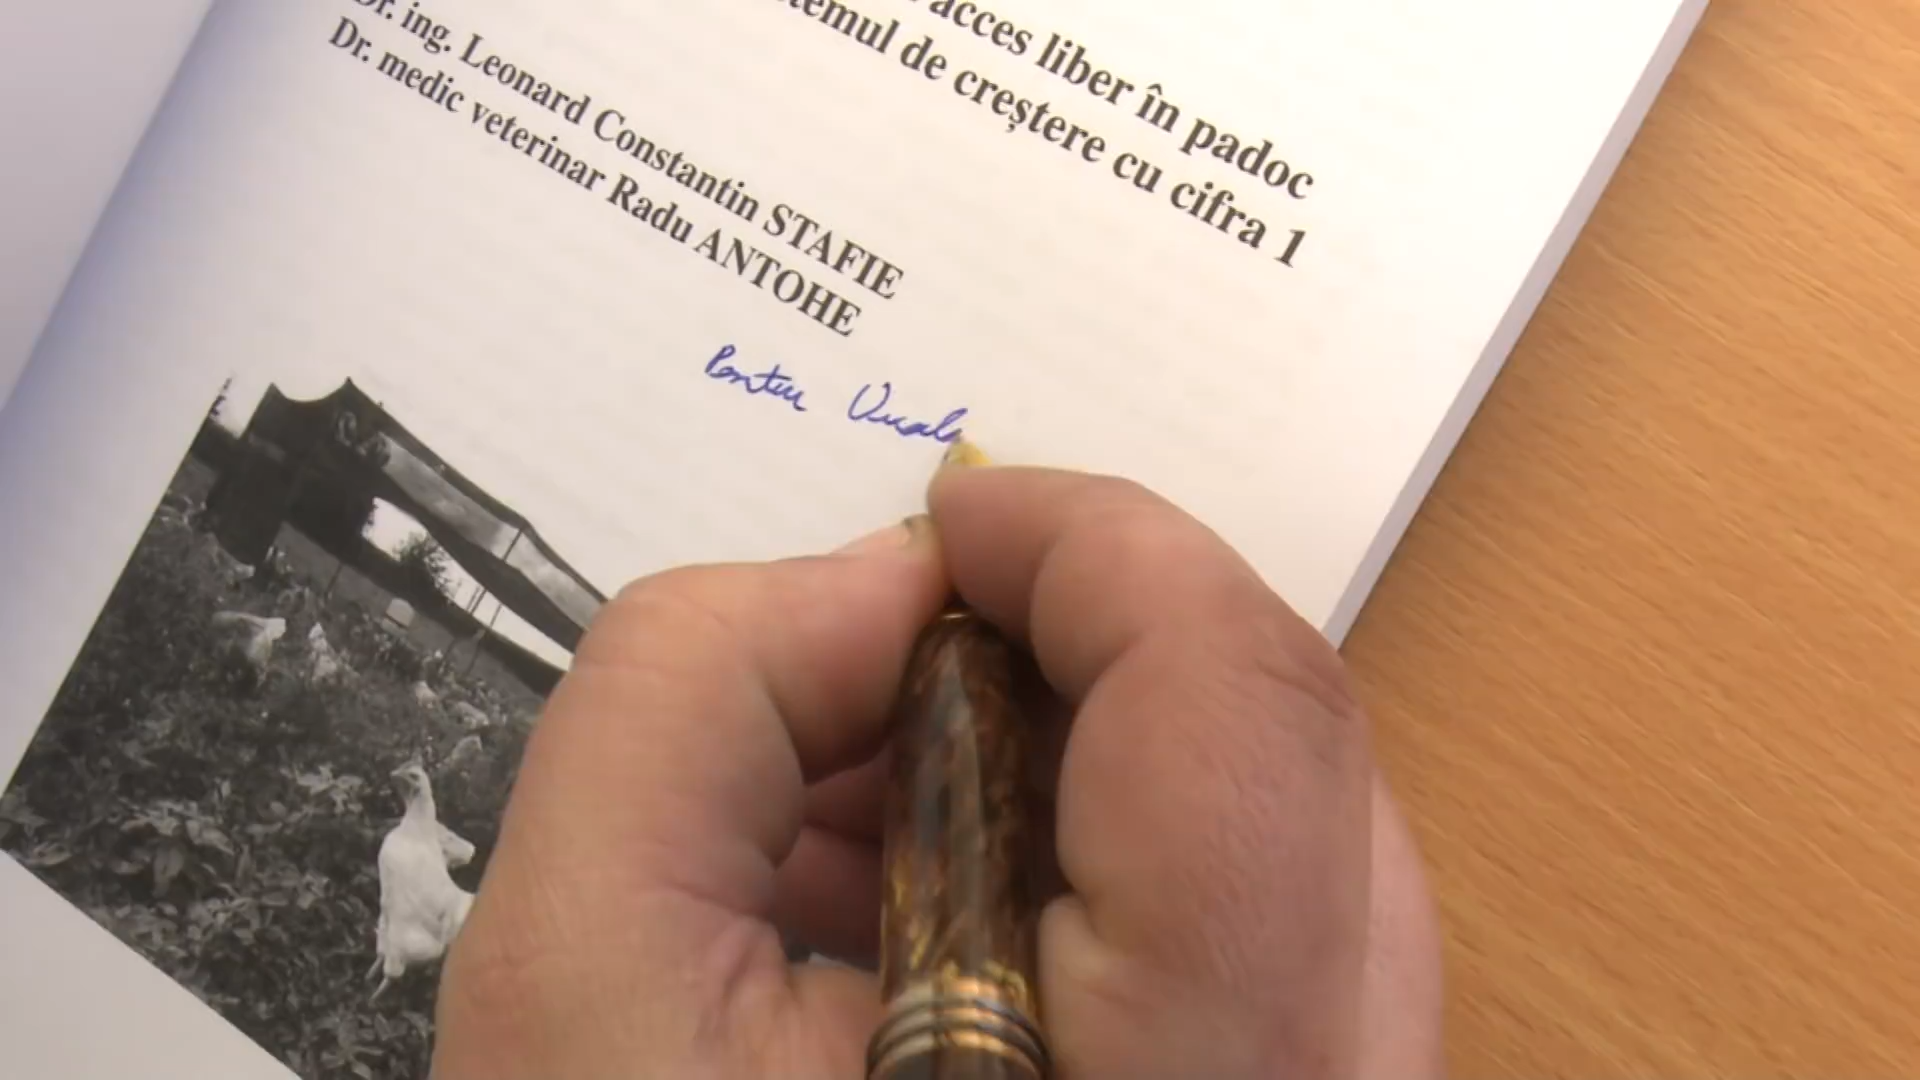 acces liber în padoc
de creștere cu cifra 1
Dr. ing. Leonard Constantin STAFIE
Dr. medic veterinar Radu ANTOHE
Pentru